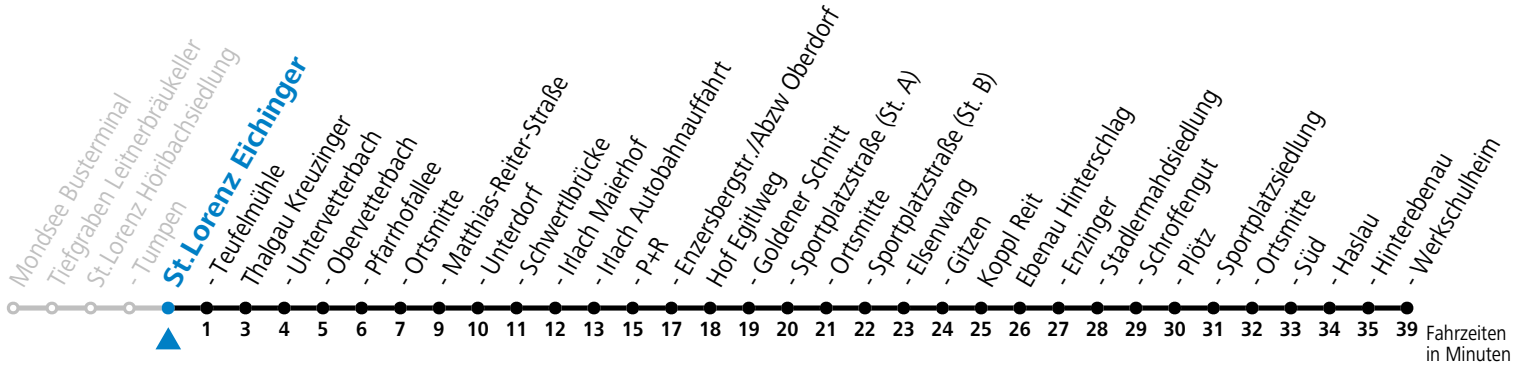 Mondsee Busterminal
Tiefgraben Leitnerbräukeller
St.Lorenz Höribachsiedlung
- Tumpen
St.Lorenz Eichinger
- Teufelmühle
Thalgau Kreuzinger
- Untervetterbach
- Obervetterbach
- Pfarrhofallee
- Ortsmitte
- Matthias-Reiter-Straße
- Unterdorf
- Schwertlbrücke
- Irlach Maierhof
- Irlach Autobahnauffahrt
- P+R
- Enzersbergstr./Abzw Oberdorf
Hof Egitlweg
- Goldener Schnitt
- Sportplatzstraße (St. A)
- Ortsmitte
- Sportplatzstraße (St. B)
- Elsenwang
- Gitzen
Koppl Reit
Ebenau Hinterschlag
- Enzinger
- Stadlermahdsiedlung
- Schroffengut
- Plötz
- Sportplatzsiedlung
- Ortsmitte
- Süd
- Haslau
- Hinterebenau
- Werkschulheim
1 3 4 5 6 7 9 10 11 12 13 15 17 18 19 20 21 22 23 24 25 26 27 28 29 30 31 32 33 34 35 39
Fahrzeiten
in Minuten